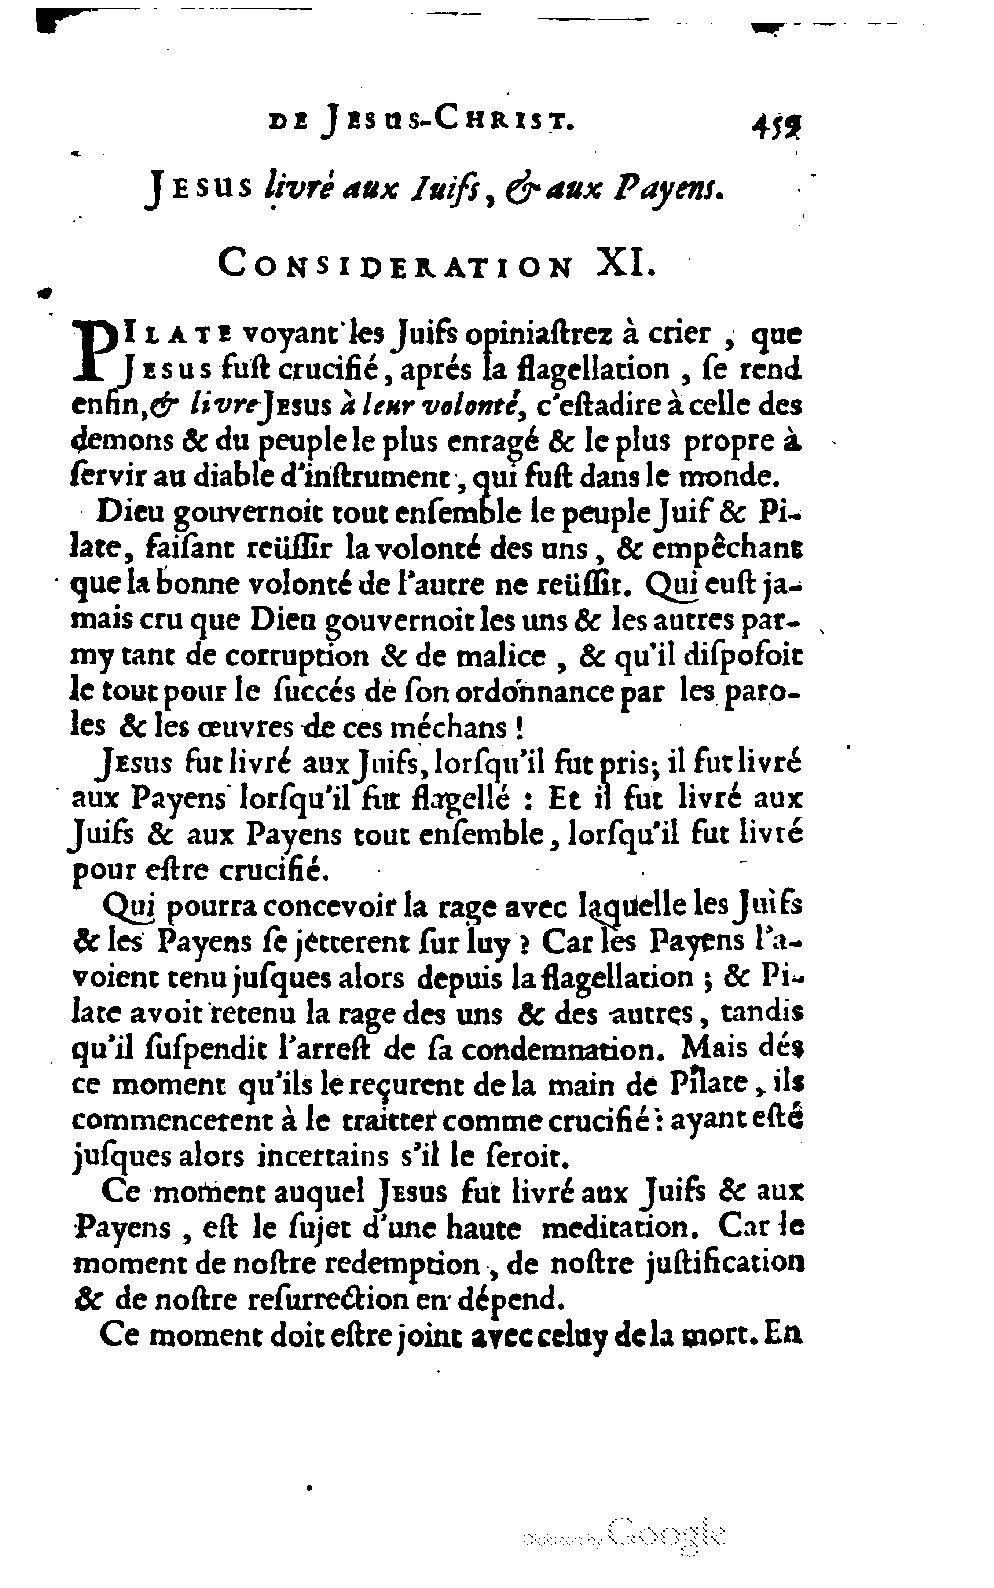 DE JESUS-CHRIST. 459
JESUS livré aux Iuifs, & aux Payens.
CONSIDERATION XI.
PILATE voyant les Juifs opiniaſtrez à crier, que
JESUS fuſt crucifié, aprés la flagellation, ſe rend
enfin, & livre JESUS à leur volonté, c'eſtadire à celle des
demons & du peuple le plus enragé & le plus propre à
ſervir au diable d'inſtrument, qui fuſt dans le monde.
Dieu gouvernoit tout enſemble le peuple Juif & Pi-
late, faiſant reüſſir la volonté des uns, & empêchant
que la bonne volonté de l'autre ne reüſſit. Qui euſt ja-
mais cru que Dieu gouvernoit les uns & les autres par-
my tant de corruption & de malice, & qu'il diſpoſoit
le tout pour le ſuccés de ſon ordonnance par les paro-
les & les œuvres de ces méchans !
JESUS fut livré aux Juifs, lorſqu'il fut pris; il fut livré
aux Payens lorſqu'il fut flagellé : Et il fut livré aux
Juifs & aux Payens tout enſemble, lorſqu'il fut livré
pour eſtre crucifié.
Qui pourra concevoir la rage avec laquelle les Juifs
& les Payens ſe jetterent ſur luy ? Car les Payens l'a-
voient tenu juſques alors depuis la flagellation ; & Pi-
late avoit retenu la rage des uns & des autres, tandis
qu'il ſuſpendit l'arreſt de ſa condemnation. Mais dés
ce moment qu'ils le reçurent de la main de Pilate, ils
commencerent à le traitter comme crucifié : ayant eſté
juſques alors incertains s'il le ſeroit.
Ce moment auquel JESUS fut livré aux Juifs & aux
Payens, eſt le ſujet d'une haute meditation. Car le
moment de noſtre redemption, de noſtre juſtification
& de noſtre reſurrection en dépend.
Ce moment doit eſtre joint avec celuy de la mort. En
Digitized by Google